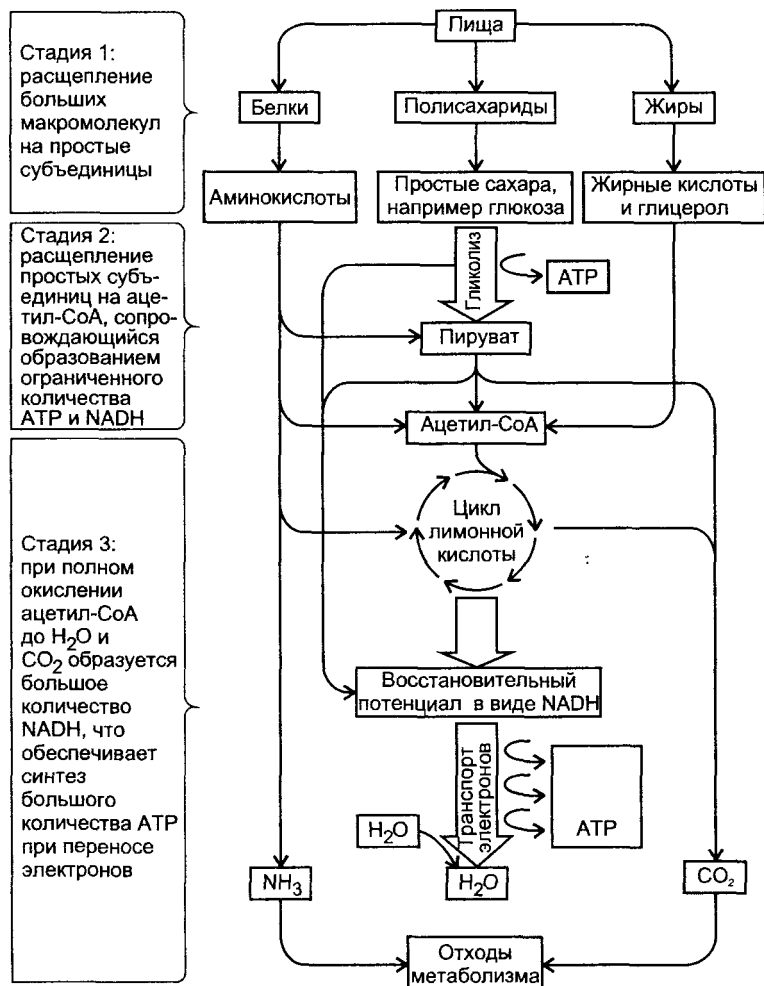 Стадия 1:
расщепление
больших
макромолекул
на простые
субъединицы
Стадия 2:
расщепление
простых субъ-
единиц на аце-
тил-CoA, сопро-
вождающийся
образованием
ограниченного
количества
ATP и NADH
Стадия 3:
при полном
окислении
ацетил-CoA
до H₂O и
CO₂ образуется
большое
количество
NADH, что
обеспечивает
синтез
большого
количества ATP
при переносе
электронов
Пища
Белки
Полисахариды
Жиры
Аминокислоты
Простые сахара,
например глюкоза
Жирные кислоты
и глицерол
Гликолиз
ATP
Пируват
Ацетил-CoA
Цикл
лимонной
кислоты
Восстановительный
потенциал в виде NADH
Транспорт
электронов
ATP
H₂O
NH₃
H₂O
CO₂
Отходы
метаболизма